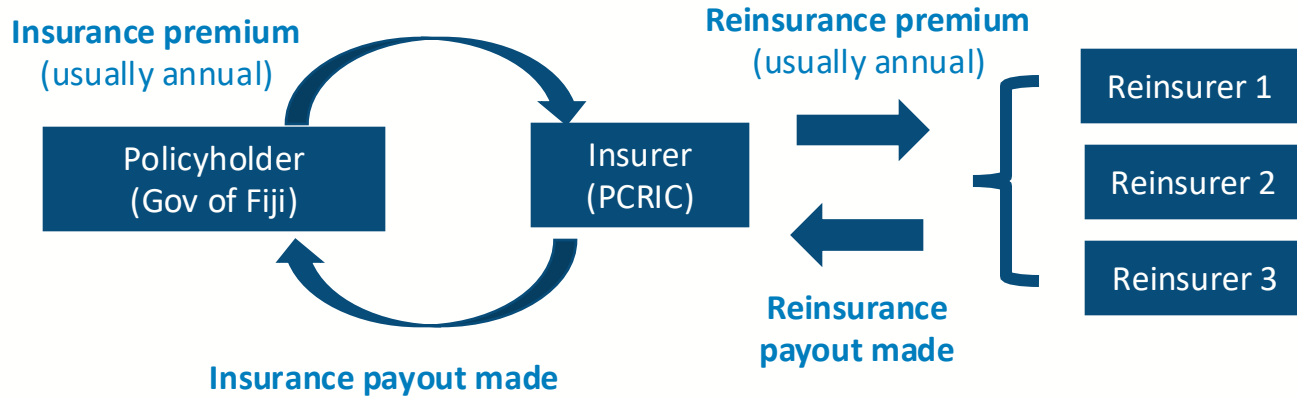 Insurance premium
(usually annual)
Reinsurance premium
(usually annual)
Policyholder
(Gov of Fiji)
Insurer
(PCRIC)
Reinsurer 1
Reinsurer 2
Reinsurer 3
Reinsurance
payout made
Insurance payout made